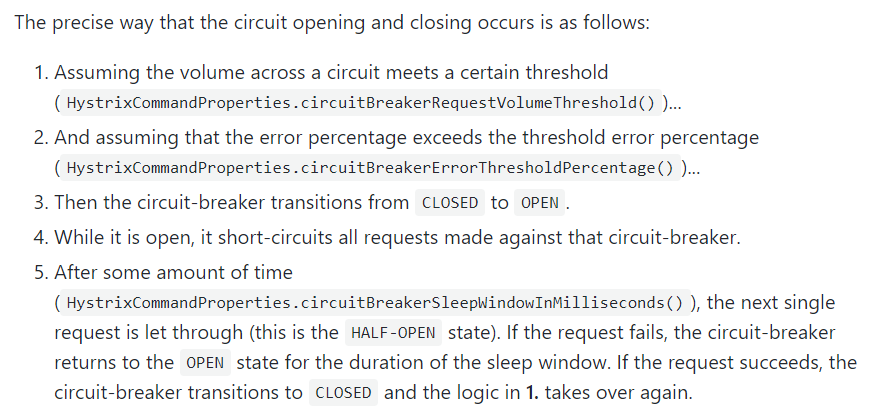 The precise way that the circuit opening and closing occurs is as follows:
1. Assuming the volume across a circuit meets a certain threshold
( HystrixCommandProperties.circuitBreakerRequestVolumeThreshold() )...
2. And assuming that the error percentage exceeds the threshold error percentage
( HystrixCommandProperties.circuitBreakerErrorThresholdPercentage() )...
3. Then the circuit-breaker transitions from CLOSED to OPEN .
4. While it is open, it short-circuits all requests made against that circuit-breaker.
5. After some amount of time
( HystrixCommandProperties.circuitBreakerSleepWindowInMilliseconds() ), the next single
request is let through (this is the HALF-OPEN state). If the request fails, the circuit-breaker
returns to the OPEN state for the duration of the sleep window. If the request succeeds, the
circuit-breaker transitions to CLOSED and the logic in 1. takes over again.